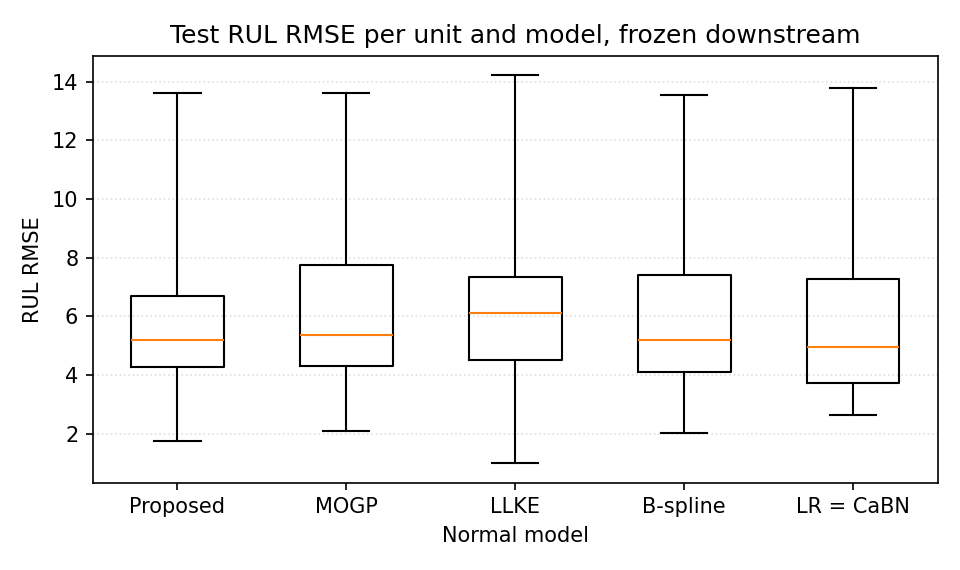 Test RUL RMSE per unit and model, frozen downstream
RUL RMSE
14
12
10
8
6
4
2
Proposed MOGP LLKE B-spline LR = CaBN
Normal model